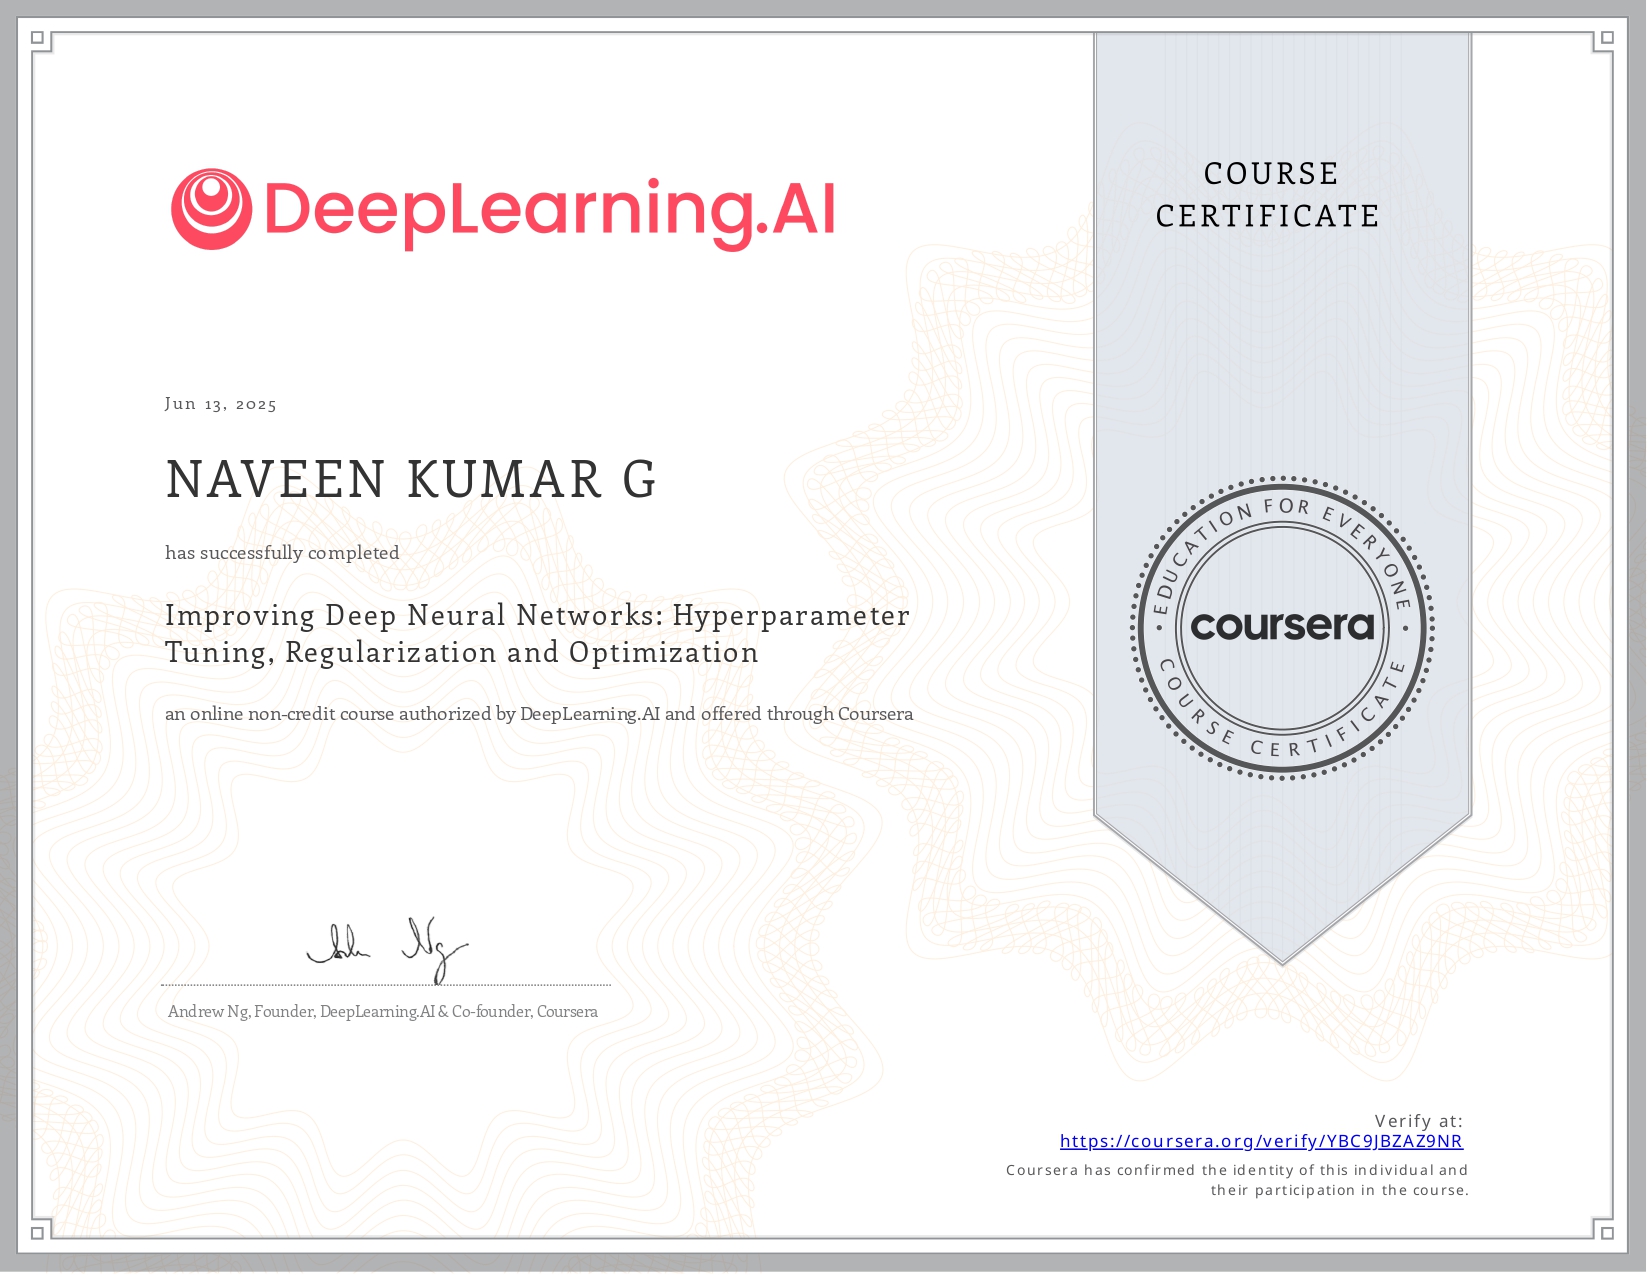 DeepLearning.AI
COURSE
CERTIFICATE
Jun 13, 2025
NAVEEN KUMAR G
has successfully completed
Improving Deep Neural Networks: Hyperparameter
Tuning, Regularization and Optimization
an online non-credit course authorized by DeepLearning.AI and offered through Coursera
EDUCATION FOR EVERYONE
coursera
COURSE CERTIFICATE
Andrew Ng, Founder, DeepLearning.AI & Co-founder, Coursera
Verify at:
https://coursera.org/verify/YBC9JBZAZ9NR
Coursera has confirmed the identity of this individual and
their participation in the course.